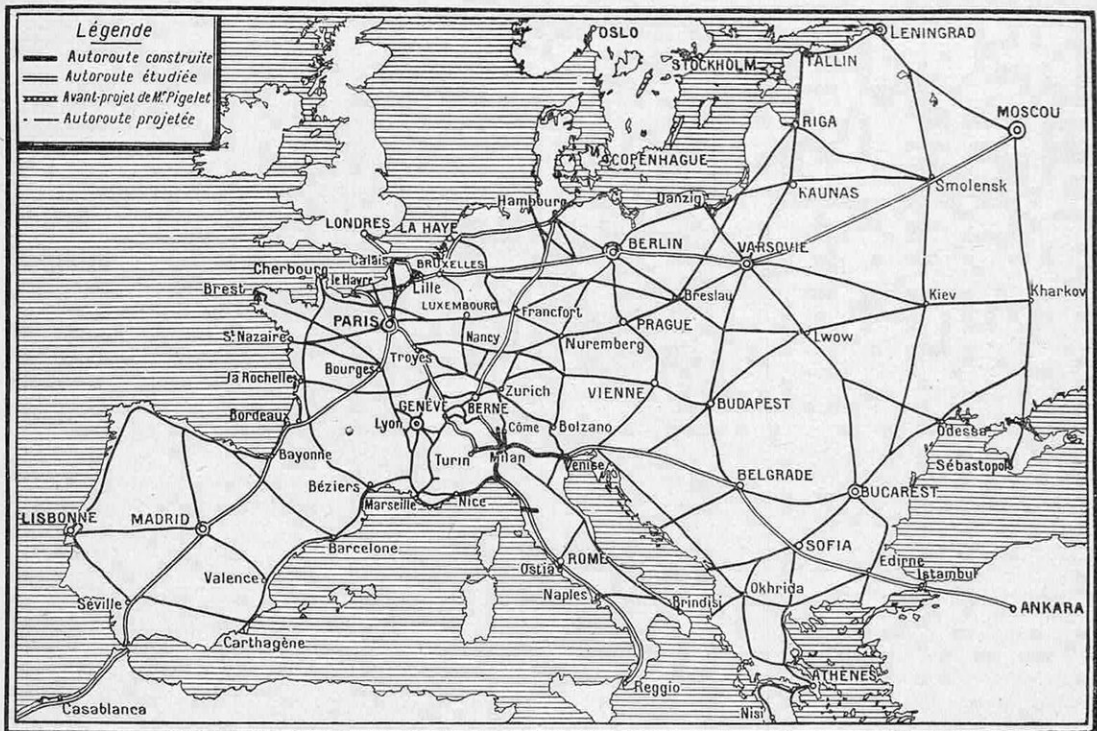 Légende
Autoroute construite
Autoroute étudiée
Avant-projet de Mr. Pigelet
Autoroute projetée
OSLO
LENINGRAD
STOCKHOLM
TALLIN
MOSCOU
RIGA
COPENHAGUE
Smolensk
KAUNAS
Hambourg
Danzig
LONDRES
LA HAYE
BERLIN
VARSOVIE
Calais
BRUXELLES
Cherbourg
le Havre
Lille
Brest
LUXEMBOURG
Francfort
Breslau
Kiev
Kharkov
PARIS
PRAGUE
St. Nazaire
Nancy
Nuremberg
Lwow
Troyes
Bourges
la Rochelle
Zurich
VIENNE
GENÈVE
BERNE
BUDAPEST
Bordeaux
Lyon
Côme
Bolzano
Odessa
Bayonne
Turin
Milan
Venise
Sébastopol
Béziers
BELGRADE
Marseille
Nice
BUCAREST
LISBONNE
MADRID
Barcelone
SOFIA
ROME
Ostia
Edirne
Valence
Istambul
Naples
Okhrida
Séville
Brindisi
ANKARA
Carthagène
ATHÈNES
Reggio
Casablanca
Nisi